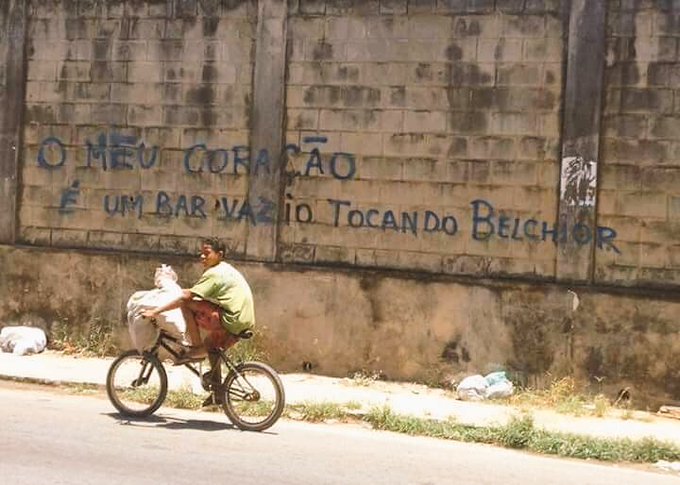 O MEU CORAÇÃO
É UM BAR VAZIO TOCANDO BELCHIOR